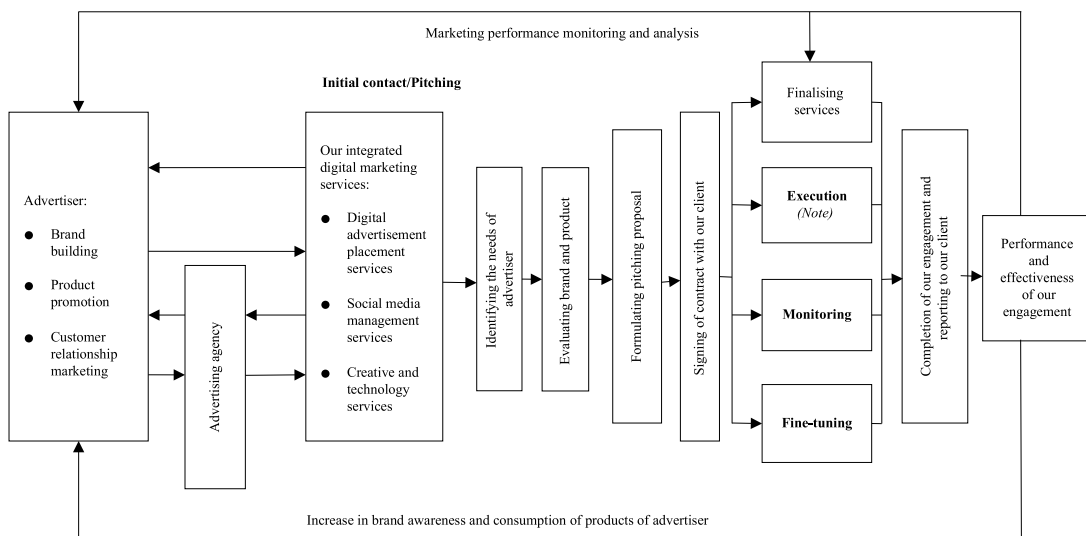 Marketing performance monitoring and analysis
Initial contact/Pitching
Advertiser:
● Brand
building
● Product
promotion
● Customer
relationship
marketing
Advertising agency
Our integrated
digital marketing
services:
● Digital
advertisement
placement
services
● Social media
management
services
● Creative and
technology
services
Identifying the needs of
advertiser
Evaluating brand and product
Formulating pitching proposal
Signing of contract with our client
Finalising
services
Execution
(Note)
Monitoring
Fine-tuning
Completion of our engagement and
reporting to our client
Performance
and
effectiveness
of our
engagement
Increase in brand awareness and consumption of products of advertiser